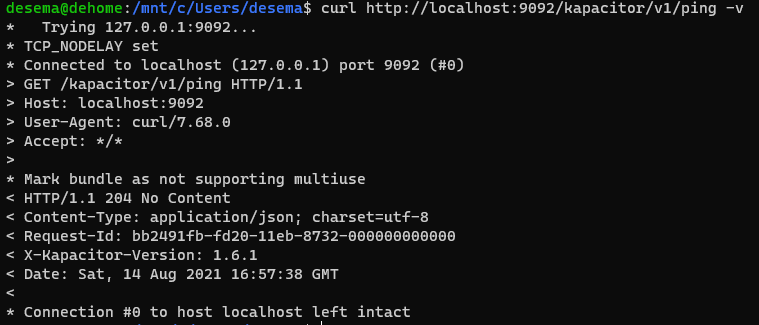 desema@dehome:/mnt/c/Users/desema$ curl http://localhost:9092/kapacitor/v1/ping -v
*   Trying 127.0.0.1:9092...
* TCP_NODELAY set
* Connected to localhost (127.0.0.1) port 9092 (#0)
> GET /kapacitor/v1/ping HTTP/1.1
> Host: localhost:9092
> User-Agent: curl/7.68.0
> Accept: */*
>
* Mark bundle as not supporting multiuse
< HTTP/1.1 204 No Content
< Content-Type: application/json; charset=utf-8
< Request-Id: bb2491fb-fd20-11eb-8732-000000000000
< X-Kapacitor-Version: 1.6.1
< Date: Sat, 14 Aug 2021 16:57:38 GMT
<
* Connection #0 to host localhost left intact